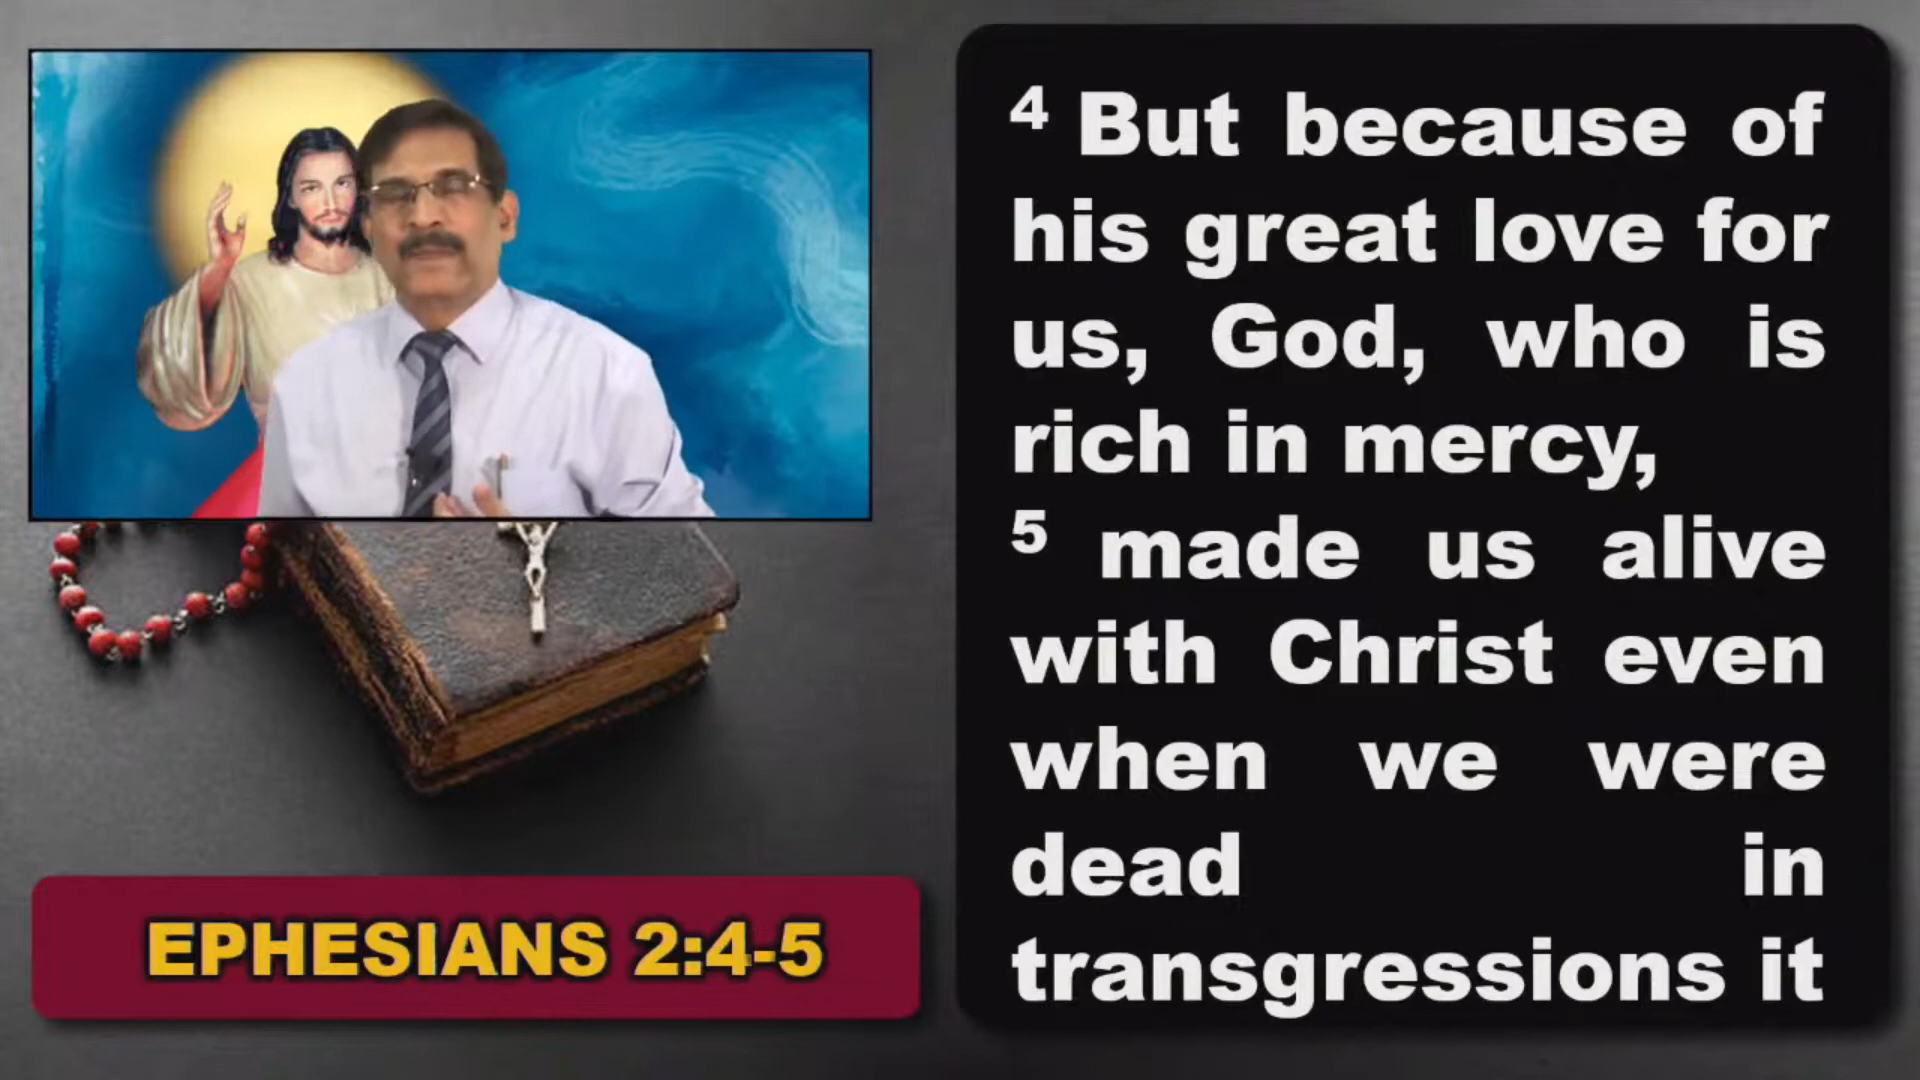 4 But because of
his great love for
us, God, who is
rich in mercy,
5 made us alive
with Christ even
when we were
dead in
transgressions it
EPHESIANS 2:4-5